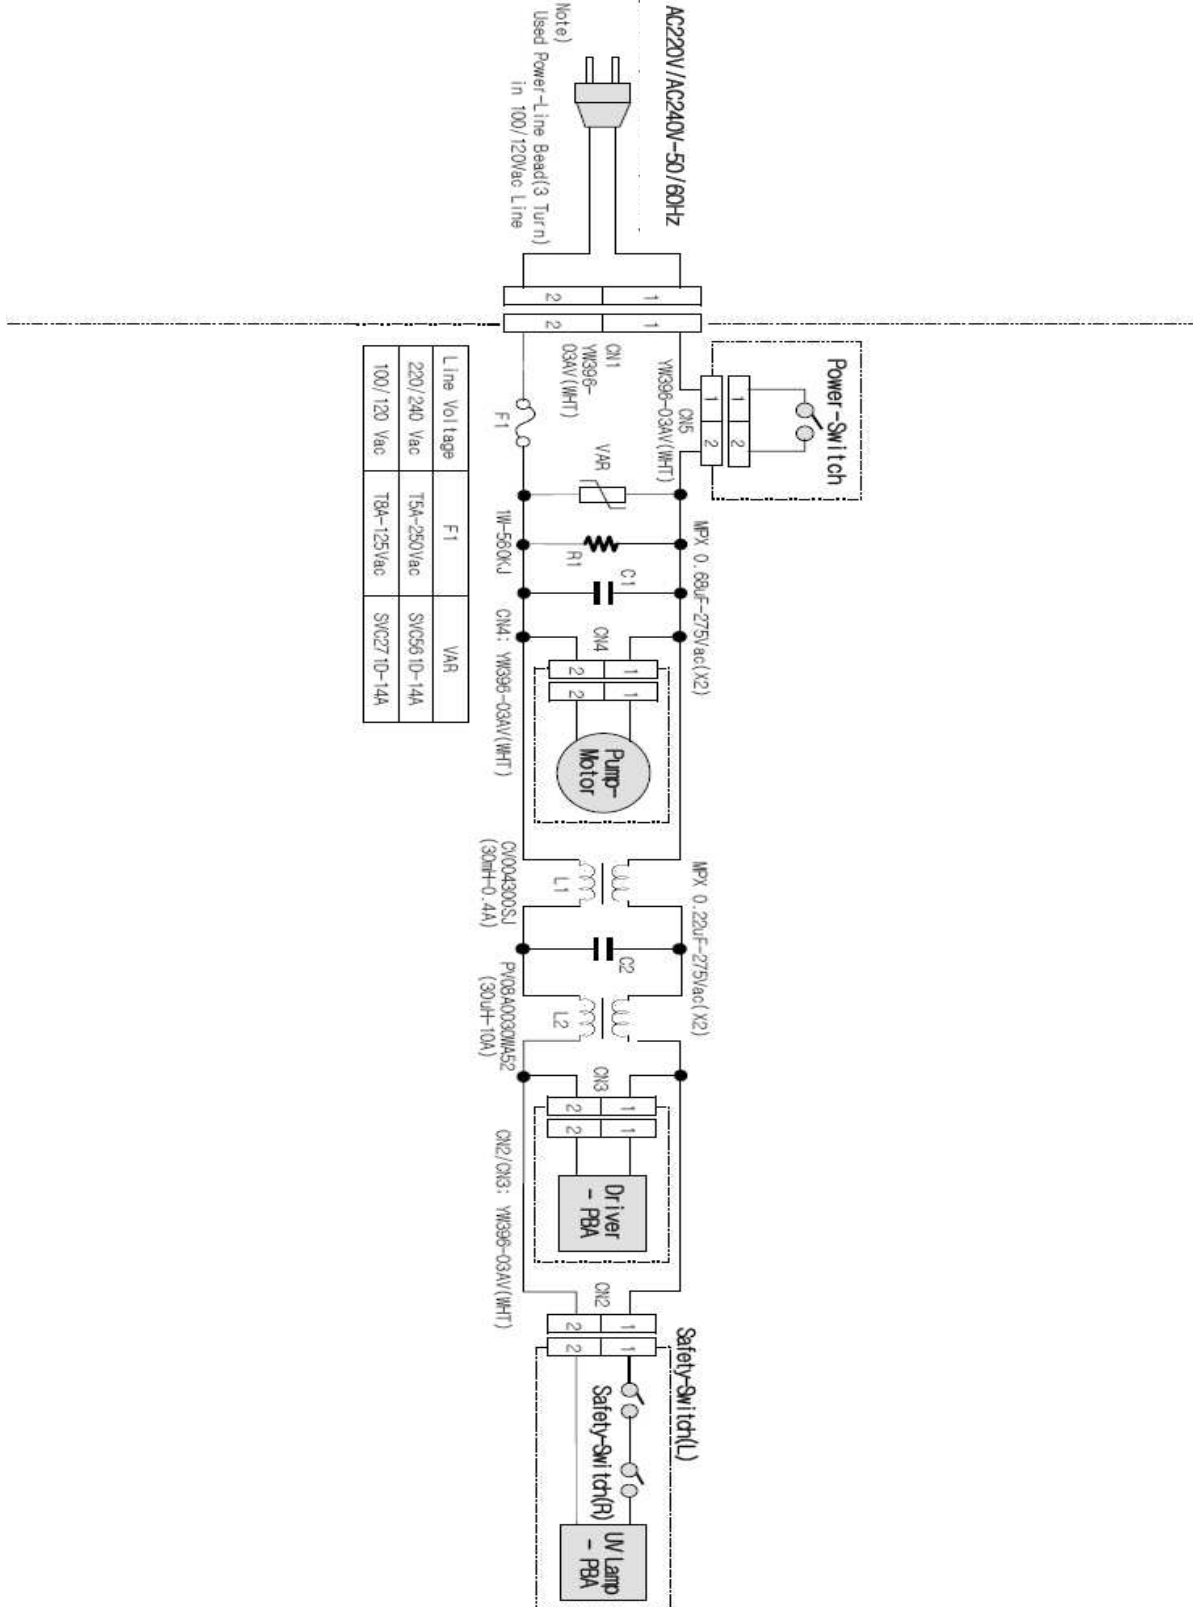 AC220V/AC240V-50/60Hz
Note)
Used Power-Line Bead(3 Turn)
in 100/120Vac Line
1
2
1
2
CN1
YW396-
03AV(WHT)
Power-Switch
1
2
1
2
CN5
YW396-03AV(WHT)
F1
VAR
R1
1W-560KJ
C1
MPX 0.68uF-275Vac(X2)
CN4
CN4: YW396-03AV(WHT)
1
2
1
2
Pump-
Motor
L1
CV004300SJ
(30mH-0.4A)
C2
MPX 0.22uF-275Vac(X2)
L2
PV08A0030WA52
(30uH-10A)
CN3
1
2
1
2
Driver
- PBA
CN2/CN3: YW396-03AV(WHT)
CN2
1
2
1
2
Safety-Switch(L)
Safety-Switch(R)
UV Lamp
- PBA
Line Voltage F1 VAR
220/240 Vac T5A-250Vac SVC561D-14A
100/120 Vac T8A-125Vac SVC271D-14A